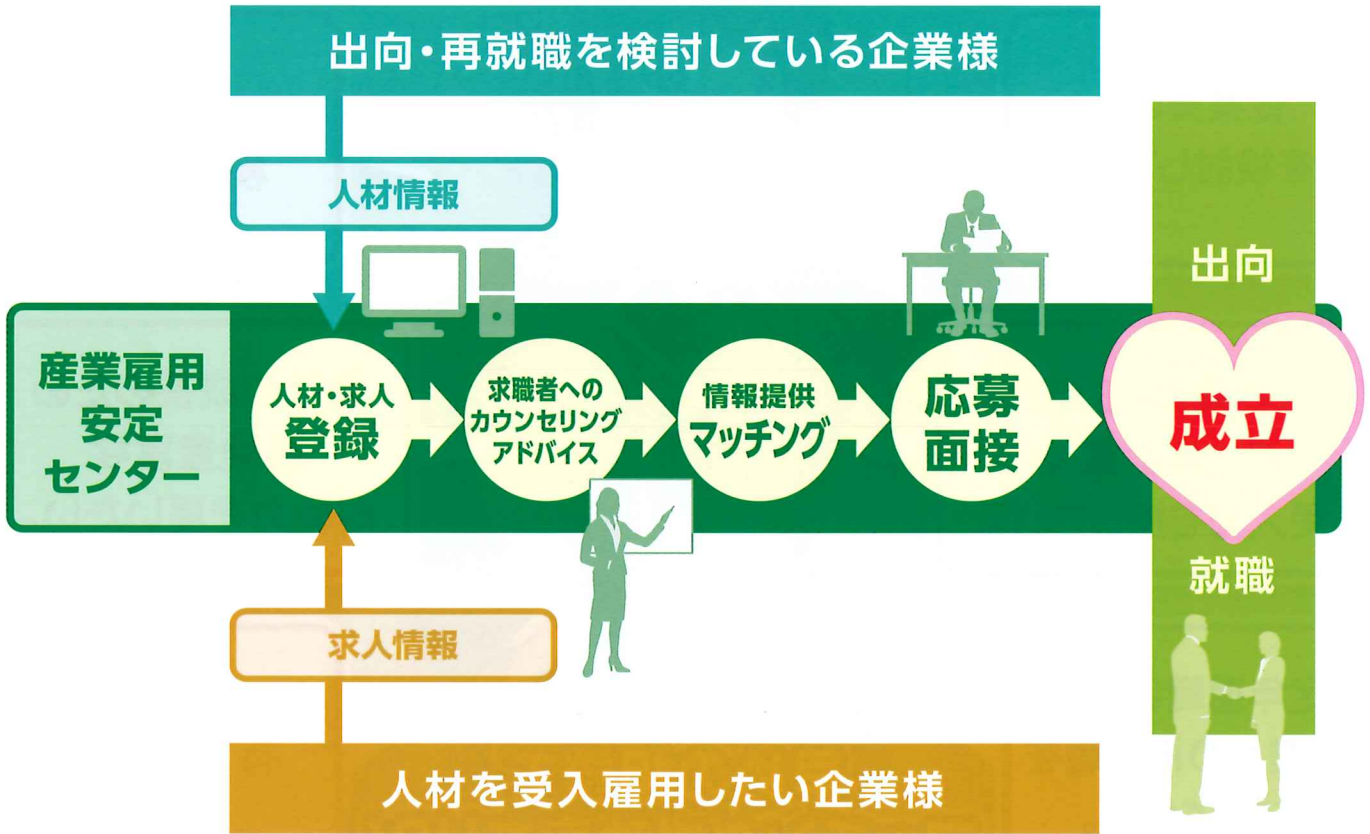 出向・再就職を検討している企業様
人材情報
産業雇用
安定
センター
人材・求人
登録
求職者への
カウンセリング
アドバイス
情報提供
マッチング
応募
面接
出向
成立
就職
求人情報
人材を受入雇用したい企業様